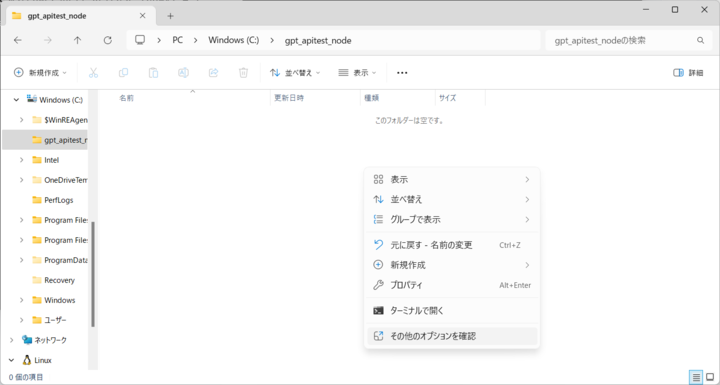 gpt_apitest_node
PC
Windows (C:)
gpt_apitest_node
gpt_apitest_nodeの検索
新規作成
並べ替え
表示
詳細
名前
更新日時
種類
サイズ
このフォルダーは空です。
Windows (C:)
$WinREAgen
gpt_apitest_n
Intel
OneDriveTem
PerfLogs
Program Files
Program Files
ProgramData
Recovery
Windows
ユーザー
ネットワーク
Linux
表示
並べ替え
グループで表示
元に戻す - 名前の変更 Ctrl+Z
新規作成
プロパティ Alt+Enter
ターミナルで開く
その他のオプションを確認
0 個の項目